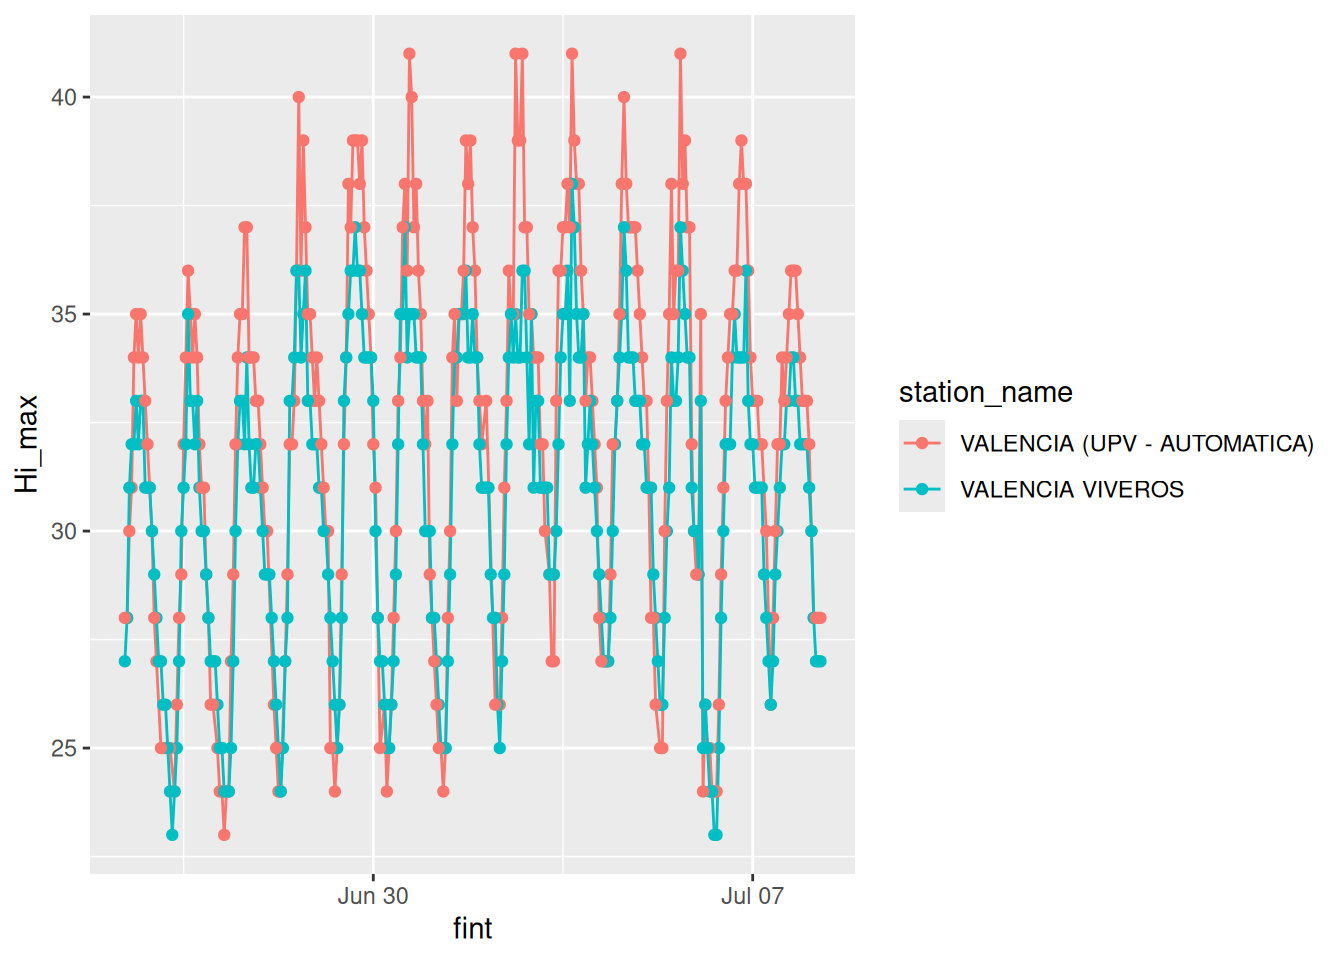 Hi_max
40
35
30
25
Jun 30
Jul 07
fint
station_name
VALENCIA (UPV - AUTOMATICA)
VALENCIA VIVEROS